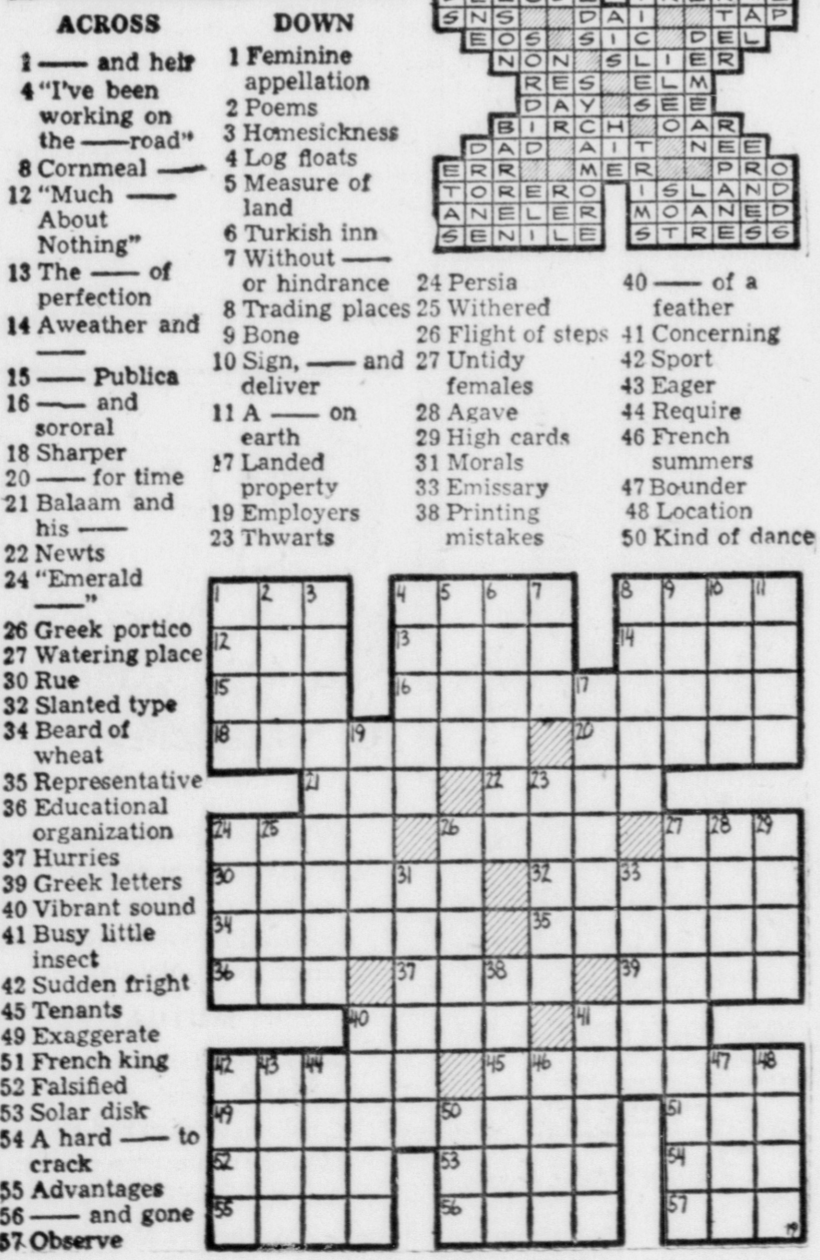 ACROSS
1 —— and heir
4 "I've been
working on
the ——road"
8 Cornmeal ——
12 "Much ——
About
Nothing"
13 The —— of
perfection
14 Aweather and
——
15 —— Publica
16 —— and
sororal
18 Sharper
20 —— for time
21 Balaam and
his ——
22 Newts
24 "Emerald
——"
26 Greek portico
27 Watering place
30 Rue
32 Slanted type
34 Beard of
wheat
35 Representative
36 Educational
organization
37 Hurries
39 Greek letters
40 Vibrant sound
41 Busy little
insect
42 Sudden fright
45 Tenants
49 Exaggerate
51 French king
52 Falsified
53 Solar disk
54 A hard —— to
crack
55 Advantages
56 —— and gone
57 Observe
DOWN
1 Feminine
appellation
2 Poems
3 Homesickness
4 Log floats
5 Measure of
land
6 Turkish inn
7 Without ——
or hindrance
8 Trading places
9 Bone
10 Sign, —— and
deliver
11 A —— on
earth
17 Landed
property
19 Employers
23 Thwarts
24 Persia
25 Withered
26 Flight of steps
27 Untidy
females
28 Agave
29 High cards
31 Morals
33 Emissary
38 Printing
mistakes
40 —— of a
feather
41 Concerning
42 Sport
43 Eager
44 Require
46 French
summers
47 Bounder
48 Location
50 Kind of dance
SNS DAI TAP
EOS SIC DEL
NON SLIER
RES ELM
DAY SEE
BIRCH OAR
DAD AIT NEE
ERR MER PRO
TORERO ISLAND
ANELER MOANED
SENILE STRESS
1 2 3 4 5 6 7 8 9 10 11
12 13 14
15 16 17
18 19 20
21 22 23
24 25 26 27 28 29
30 31 32 33
34 35
36 37 38 39
40 41
42 43 44 45 46 47 48
49 50 51
52 53 54
55 56 57
19